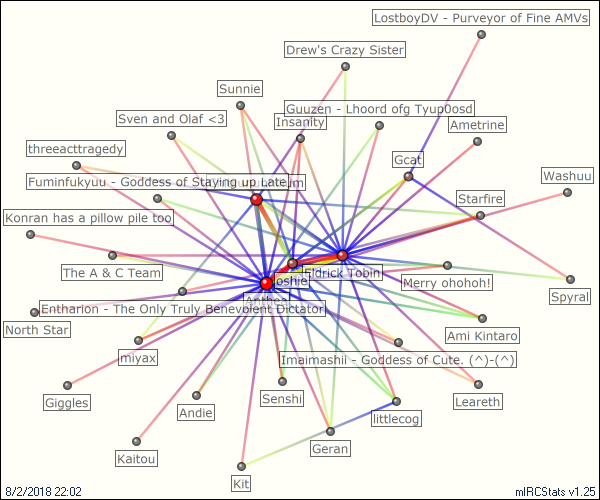 LostboyDV - Purveyor of Fine AMVs
Drew's Crazy Sister
Sunnie
Guuzen - Lhoord ofg Tyup0osd
Sven and Olaf <3
Insanity
Ametrine
threeacttragedy
Gcat
Fuminfukyuu - Goddess of Staying up Late
Washuu
Starfire
Konran has a pillow pile too
The A & C Team
Eldrick Tobin
Merry ohohoh!
Spyral
Anthea
Entharion - The Only Truly Benevolent Dictator
North Star
Ami Kintaro
miyax
Imaimashii - Goddess of Cute. (^)-(^)
Giggles
Senshi
Learreth
Andie
littlecog
Geran
Kaitou
Kit
8/2/2018 22:02
mIRCStats v1.25